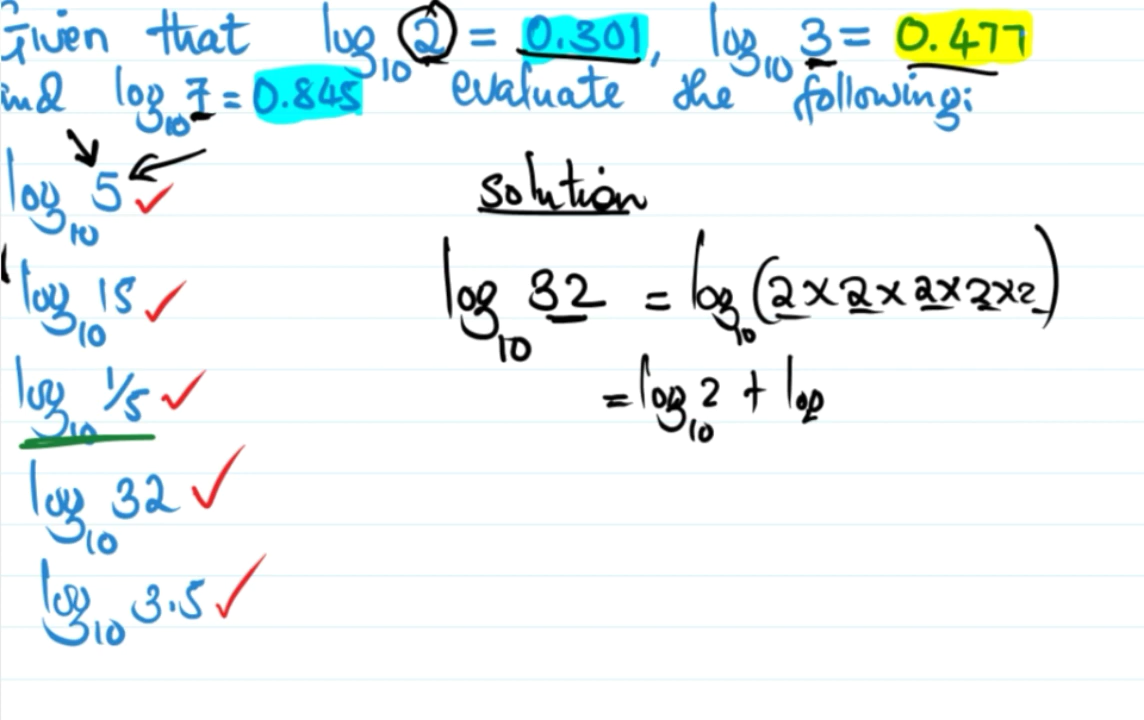 Given that log₁₀ 2 = 0.301, log₁₀ 3 = 0.477
and log₁₀ 7 = 0.845 evaluate the following:
log₁₀ 5
log₁₀ 15
log₁₀ 1/5
log₁₀ 32
log₁₀ 3.5
solution
log₁₀ 32 = log₁₀ (2×2×2×2×2)
= log₁₀ 2 + log